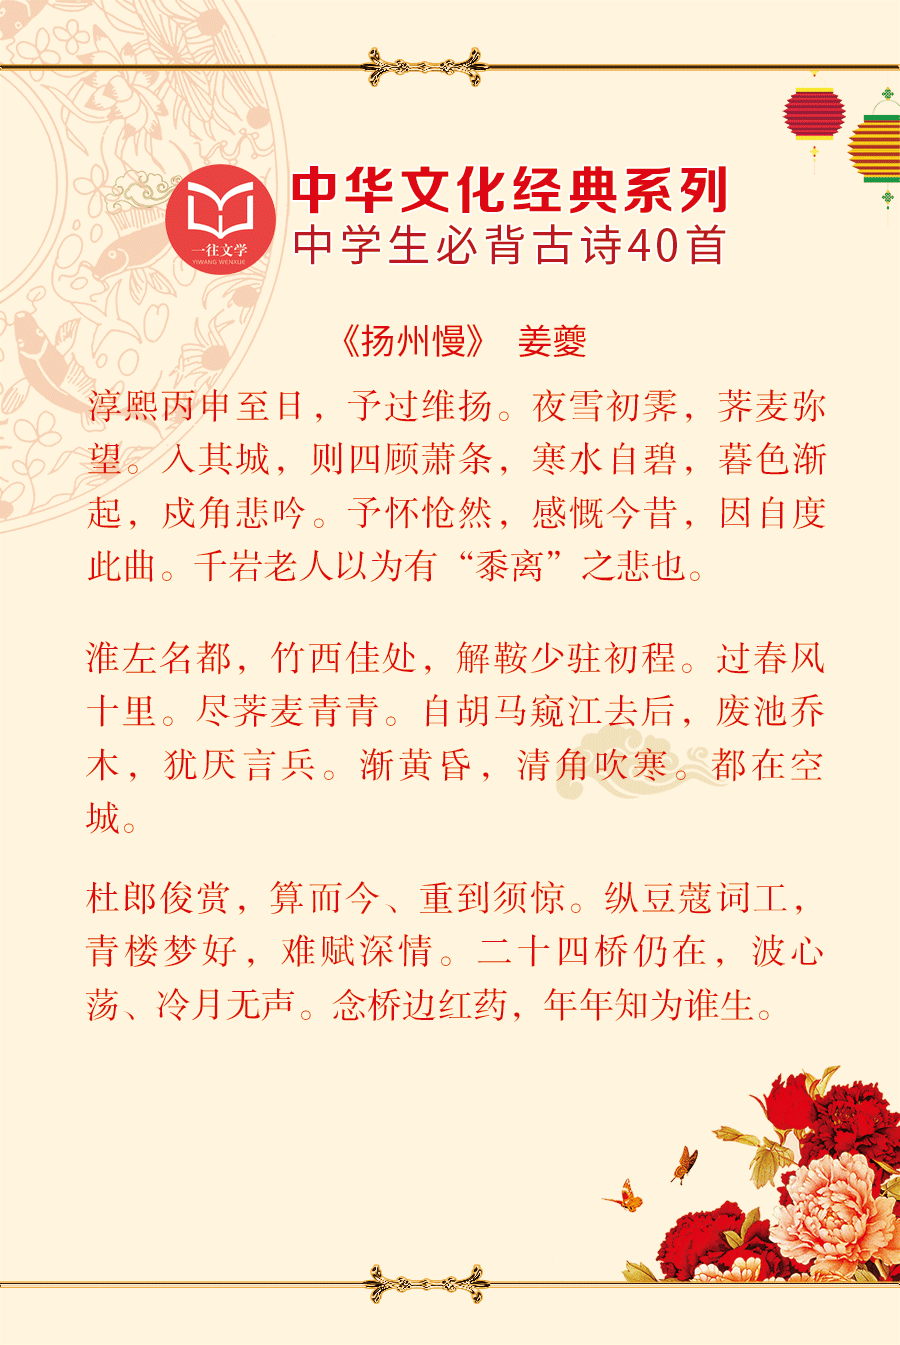 中华文化经典系列
一往文学
YIWANG WENXUE
中学生必背古诗40首
《扬州慢》 姜夔
淳熙丙申至日，予过维扬。夜雪初霁，荠麦弥
望。入其城，则四顾萧条，寒水自碧，暮色渐
起，戍角悲吟。予怀怆然，感慨今昔，因自度
此曲。千岩老人以为有“黍离”之悲也。
淮左名都，竹西佳处，解鞍少驻初程。过春风
十里。尽荠麦青青。自胡马窥江去后，废池乔
木，犹厌言兵。渐黄昏，清角吹寒。都在空
城。
杜郎俊赏，算而今、重到须惊。纵豆蔻词工，
青楼梦好，难赋深情。二十四桥仍在，波心
荡、冷月无声。念桥边红药，年年知为谁生。